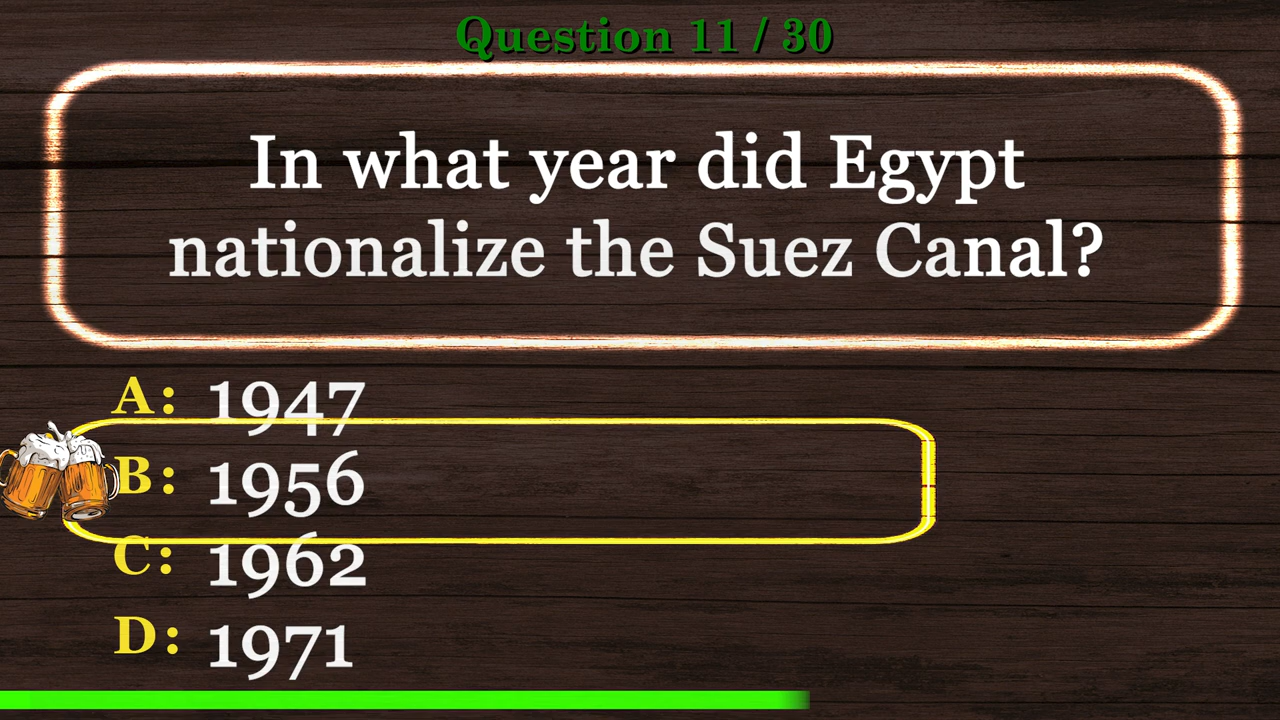 Question 11 / 30
In what year did Egypt
nationalize the Suez Canal?
A: 1947
B: 1956
C: 1962
D: 1971